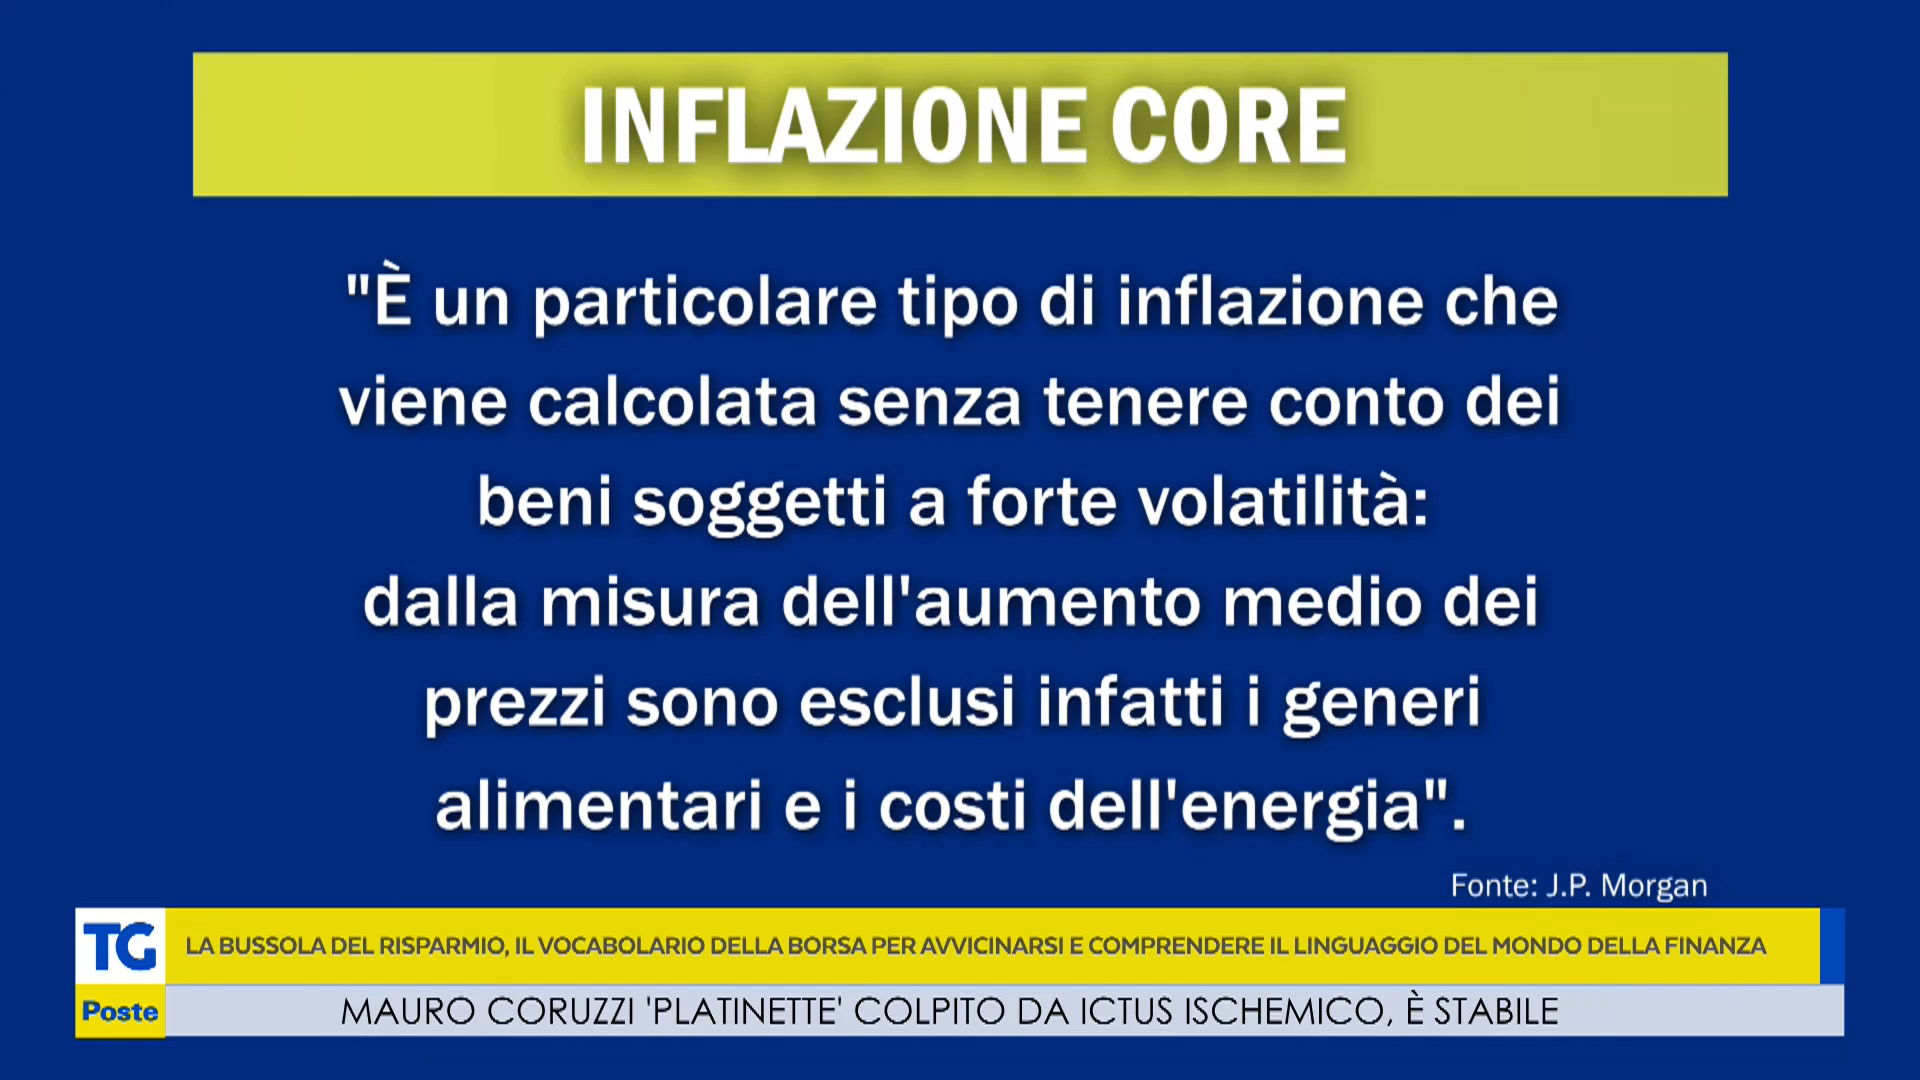 INFLAZIONE CORE
"È un particolare tipo di inflazione che
viene calcolata senza tenere conto dei
beni soggetti a forte volatilità:
dalla misura dell'aumento medio dei
prezzi sono esclusi infatti i generi
alimentari e i costi dell'energia".
Fonte: J.P. Morgan
TG
LA BUSSOLA DEL RISPARMIO, IL VOCABOLARIO DELLA BORSA PER AVVICINARSI E COMPRENDERE IL LINGUAGGIO DEL MONDO DELLA FINANZA
Poste
MAURO CORUZZI 'PLATINETTE' COLPITO DA ICTUS ISCHEMICO, È STABILE